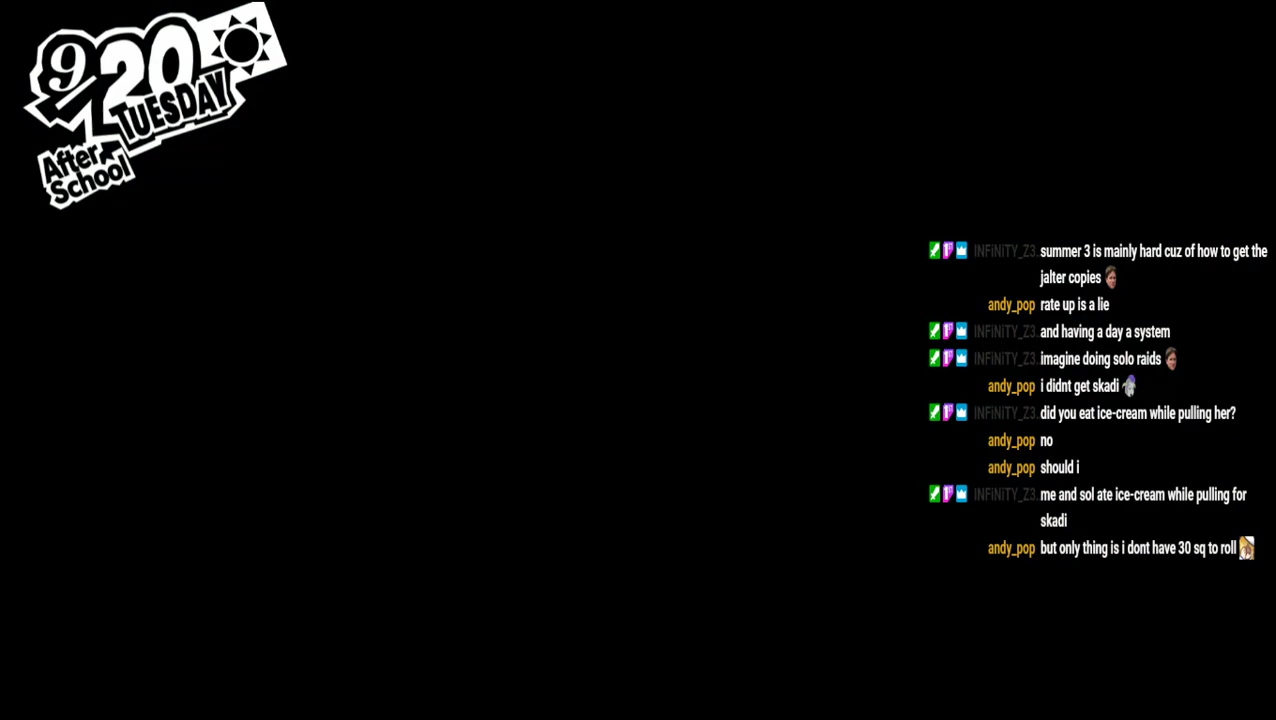 9/20
TUESDAY
After
School
INFINITY_Z3 summer 3 is mainly hard cuz of how to get the
jalter copies
andy_pop rate up is a lie
INFINITY_Z3 and having a day a system
INFINITY_Z3 imagine doing solo raids
andy_pop i didnt get skadi
INFINITY_Z3 did you eat ice-cream while pulling her?
andy_pop no
andy_pop should i
INFINITY_Z3 me and sol ate ice-cream while pulling for
skadi
andy_pop but only thing is i dont have 30 sq to roll